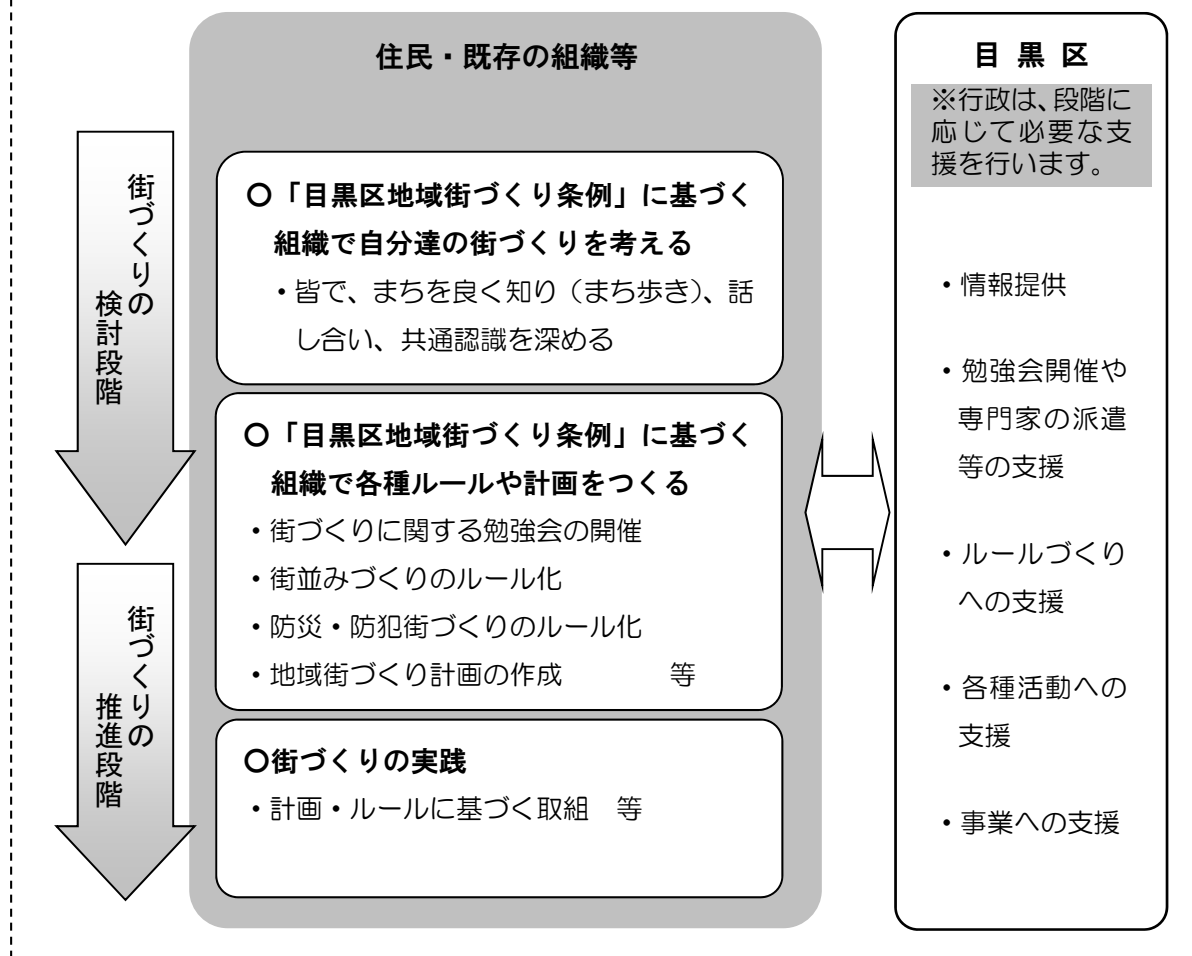 住民・既存の組織等
街づくりの
検討段階
〇「目黒区地域街づくり条例」に基づく
組織で自分達の街づくりを考える
・皆で、まちを良く知り（まち歩き）、話
し合い、共通認識を深める
〇「目黒区地域街づくり条例」に基づく
組織で各種ルールや計画をつくる
・街づくりに関する勉強会の開催
・街並みづくりのルール化
・防災・防犯街づくりのルール化
・地域街づくり計画の作成　　　　等
街づくりの
推進段階
〇街づくりの実践
・計画・ルールに基づく取組　等
目 黒 区
※行政は、段階に
応じて必要な支
援を行います。
・情報提供
・勉強会開催や
専門家の派遣
等の支援
・ルールづくり
への支援
・各種活動への
支援
・事業への支援